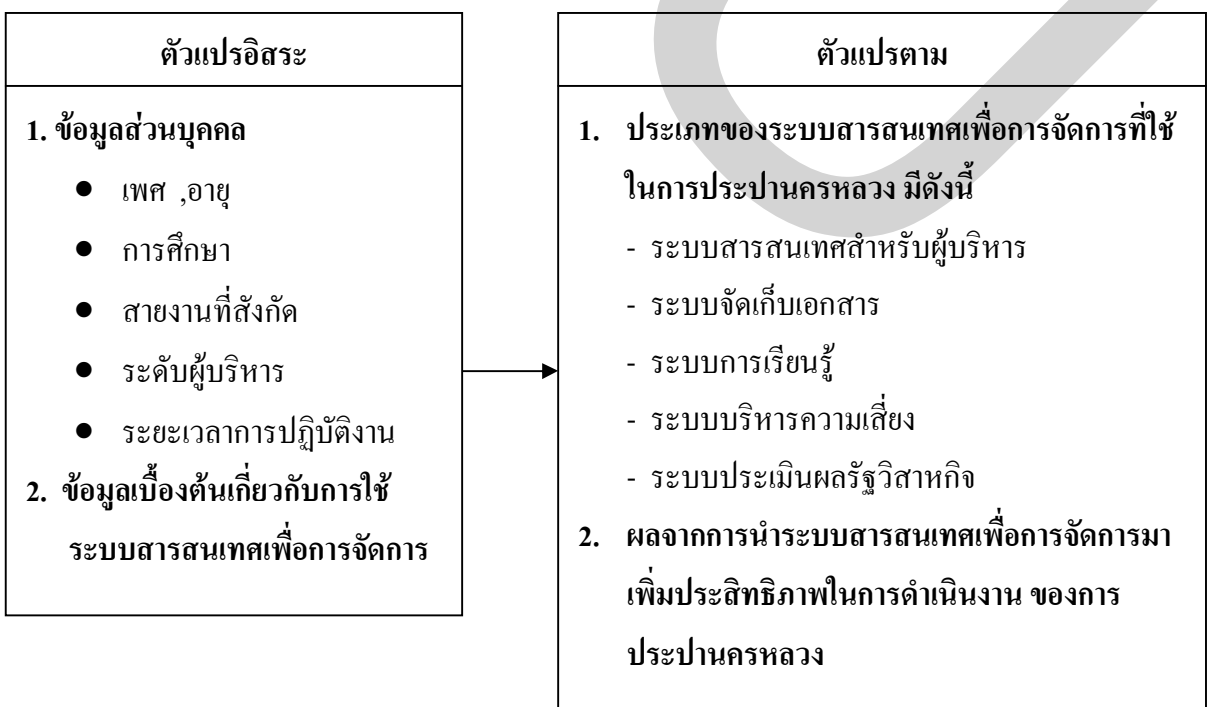 ตัวแปรอิสระ
1. ข้อมูลส่วนบุคคล
● เพศ ,อายุ
● การศึกษา
● สายงานที่สังกัด
● ระดับผู้บริหาร
● ระยะเวลาการปฏิบัติงาน
2. ข้อมูลเบื้องต้นเกี่ยวกับการใช้
ระบบสารสนเทศเพื่อการจัดการ
ตัวแปรตาม
1. ประเภทของระบบสารสนเทศเพื่อการจัดการที่ใช้
ในการประปานครหลวง มีดังนี้
- ระบบสารสนเทศสำหรับผู้บริหาร
- ระบบจัดเก็บเอกสาร
- ระบบการเรียนรู้
- ระบบบริหารความเสี่ยง
- ระบบประเมินผลรัฐวิสาหกิจ
2. ผลจากการนำระบบสารสนเทศเพื่อการจัดการมา
เพิ่มประสิทธิภาพในการดำเนินงาน ของการ
ประปานครหลวง